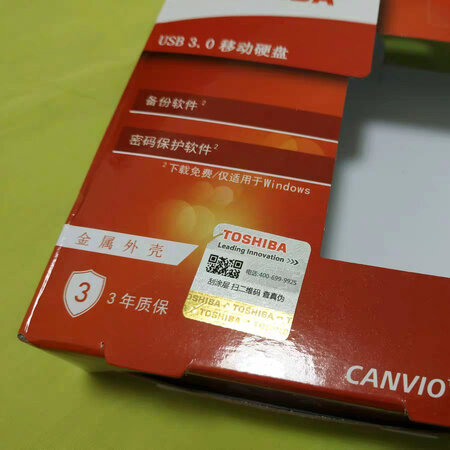 USB 3.0 移动硬盘
备份软件²
密码保护软件²
²下载免费/仅适用于Windows
金属外壳
3
3年质保
TOSHIBA
Leading Innovation >>>
电话:400-699-9925
刮涂层 扫二维码 查真伪
TOSHIBA TOSHIBA
TOSHIBA
CANVIO